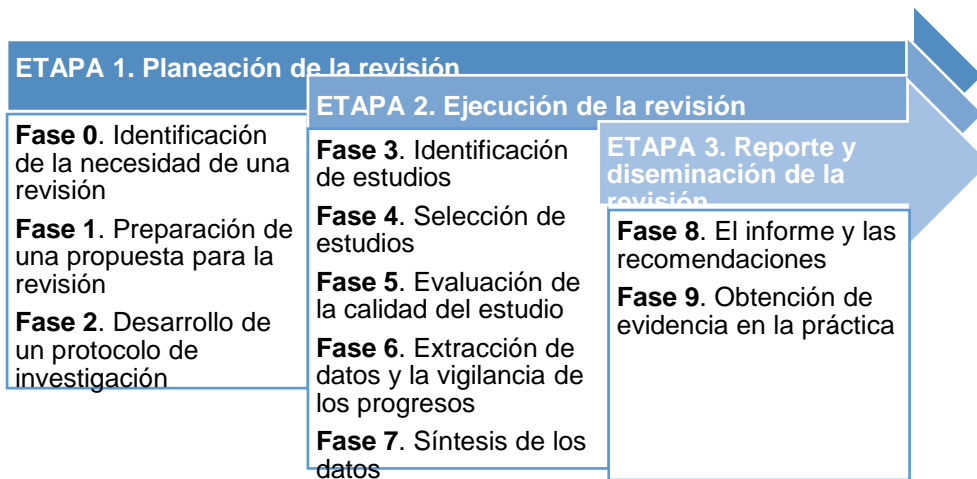 ETAPA 1. Planeación de la revisión
Fase 0. Identificación
de la necesidad de una
revisión
Fase 1. Preparación de
una propuesta para la
revisión
Fase 2. Desarrollo de
un protocolo de
investigación
ETAPA 2. Ejecución de la revisión
Fase 3. Identificación
de estudios
Fase 4. Selección de
estudios
Fase 5. Evaluación de
la calidad del estudio
Fase 6. Extracción de
datos y la vigilancia de
los progresos
Fase 7. Síntesis de los
datos
ETAPA 3. Reporte y
diseminación de la
revisión
Fase 8. El informe y las
recomendaciones
Fase 9. Obtención de
evidencia en la práctica